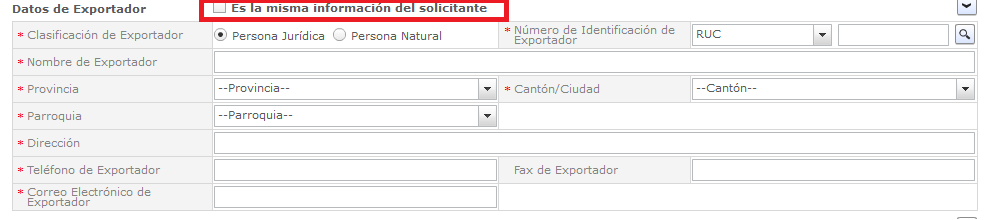 Datos de Exportador Es la misma información del solicitante
* Clasificación de Exportador Persona Jurídica Persona Natural * Número de Identificación de Exportador RUC
* Nombre de Exportador
* Provincia --Provincia-- * Cantón/Ciudad --Cantón--
* Parroquia --Parroquia--
* Dirección
* Teléfono de Exportador Fax de Exportador
* Correo Electrónico de
Exportador